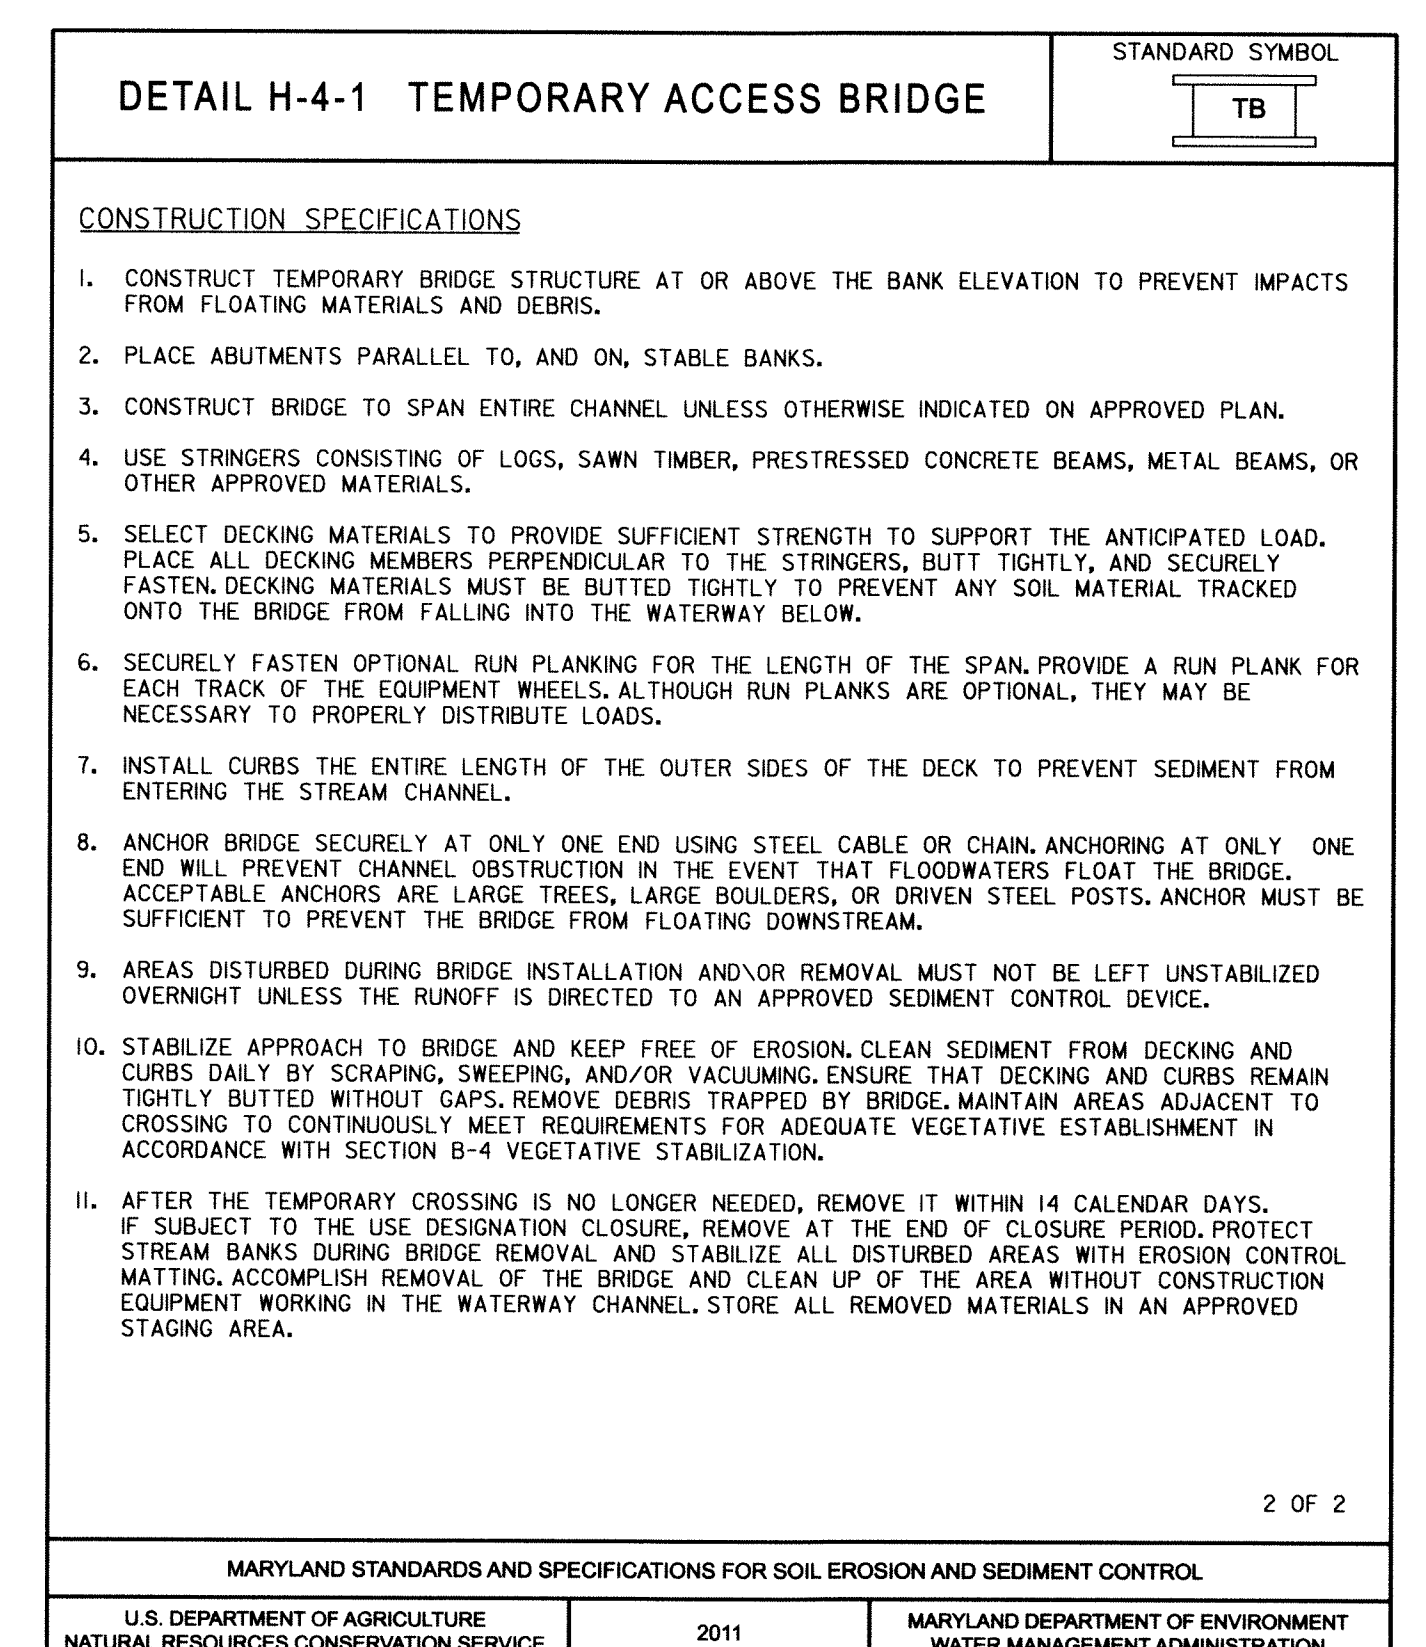 STANDARD SYMBOL
DETAIL H-4-1 TEMPORARY ACCESS BRIDGE
TB
CONSTRUCTION SPECIFICATIONS
1. CONSTRUCT TEMPORARY BRIDGE STRUCTURE AT OR ABOVE THE BANK ELEVATION TO PREVENT IMPACTS
FROM FLOATING MATERIALS AND DEBRIS.
2. PLACE ABUTMENTS PARALLEL TO, AND ON, STABLE BANKS.
3. CONSTRUCT BRIDGE TO SPAN ENTIRE CHANNEL UNLESS OTHERWISE INDICATED ON APPROVED PLAN.
4. USE STRINGERS CONSISTING OF LOGS, SAWN TIMBER, PRESTRESSED CONCRETE BEAMS, METAL BEAMS, OR
OTHER APPROVED MATERIALS.
5. SELECT DECKING MATERIALS TO PROVIDE SUFFICIENT STRENGTH TO SUPPORT THE ANTICIPATED LOAD.
PLACE ALL DECKING MEMBERS PERPENDICULAR TO THE STRINGERS, BUTT TIGHTLY, AND SECURELY
FASTEN. DECKING MATERIALS MUST BE BUTTED TIGHTLY TO PREVENT ANY SOIL MATERIAL TRACKED
ONTO THE BRIDGE FROM FALLING INTO THE WATERWAY BELOW.
6. SECURELY FASTEN OPTIONAL RUN PLANKING FOR THE LENGTH OF THE SPAN. PROVIDE A RUN PLANK FOR
EACH TRACK OF THE EQUIPMENT WHEELS. ALTHOUGH RUN PLANKS ARE OPTIONAL, THEY MAY BE
NECESSARY TO PROPERLY DISTRIBUTE LOADS.
7. INSTALL CURBS THE ENTIRE LENGTH OF THE OUTER SIDES OF THE DECK TO PREVENT SEDIMENT FROM
ENTERING THE STREAM CHANNEL.
8. ANCHOR BRIDGE SECURELY AT ONLY ONE END USING STEEL CABLE OR CHAIN. ANCHORING AT ONLY ONE
END WILL PREVENT CHANNEL OBSTRUCTION IN THE EVENT THAT FLOODWATERS FLOAT THE BRIDGE.
ACCEPTABLE ANCHORS ARE LARGE TREES, LARGE BOULDERS, OR DRIVEN STEEL POSTS. ANCHOR MUST BE
SUFFICIENT TO PREVENT THE BRIDGE FROM FLOATING DOWNSTREAM.
9. AREAS DISTURBED DURING BRIDGE INSTALLATION AND\OR REMOVAL MUST NOT BE LEFT UNSTABILIZED
OVERNIGHT UNLESS THE RUNOFF IS DIRECTED TO AN APPROVED SEDIMENT CONTROL DEVICE.
10. STABILIZE APPROACH TO BRIDGE AND KEEP FREE OF EROSION. CLEAN SEDIMENT FROM DECKING AND
CURBS DAILY BY SCRAPING, SWEEPING, AND/OR VACUUMING. ENSURE THAT DECKING AND CURBS REMAIN
TIGHTLY BUTTED WITHOUT GAPS. REMOVE DEBRIS TRAPPED BY BRIDGE. MAINTAIN AREAS ADJACENT TO
CROSSING TO CONTINUOUSLY MEET REQUIREMENTS FOR ADEQUATE VEGETATIVE ESTABLISHMENT IN
ACCORDANCE WITH SECTION B-4 VEGETATIVE STABILIZATION.
11. AFTER THE TEMPORARY CROSSING IS NO LONGER NEEDED, REMOVE IT WITHIN 14 CALENDAR DAYS.
IF SUBJECT TO THE USE DESIGNATION CLOSURE, REMOVE AT THE END OF CLOSURE PERIOD. PROTECT
STREAM BANKS DURING BRIDGE REMOVAL AND STABILIZE ALL DISTURBED AREAS WITH EROSION CONTROL
MATTING. ACCOMPLISH REMOVAL OF THE BRIDGE AND CLEAN UP OF THE AREA WITHOUT CONSTRUCTION
EQUIPMENT WORKING IN THE WATERWAY CHANNEL. STORE ALL REMOVED MATERIALS IN AN APPROVED
STAGING AREA.
2 OF 2
MARYLAND STANDARDS AND SPECIFICATIONS FOR SOIL EROSION AND SEDIMENT CONTROL
U.S. DEPARTMENT OF AGRICULTURE
NATURAL RESOURCES CONSERVATION SERVICE
2011
MARYLAND DEPARTMENT OF ENVIRONMENT
WATER MANAGEMENT ADMINISTRATION